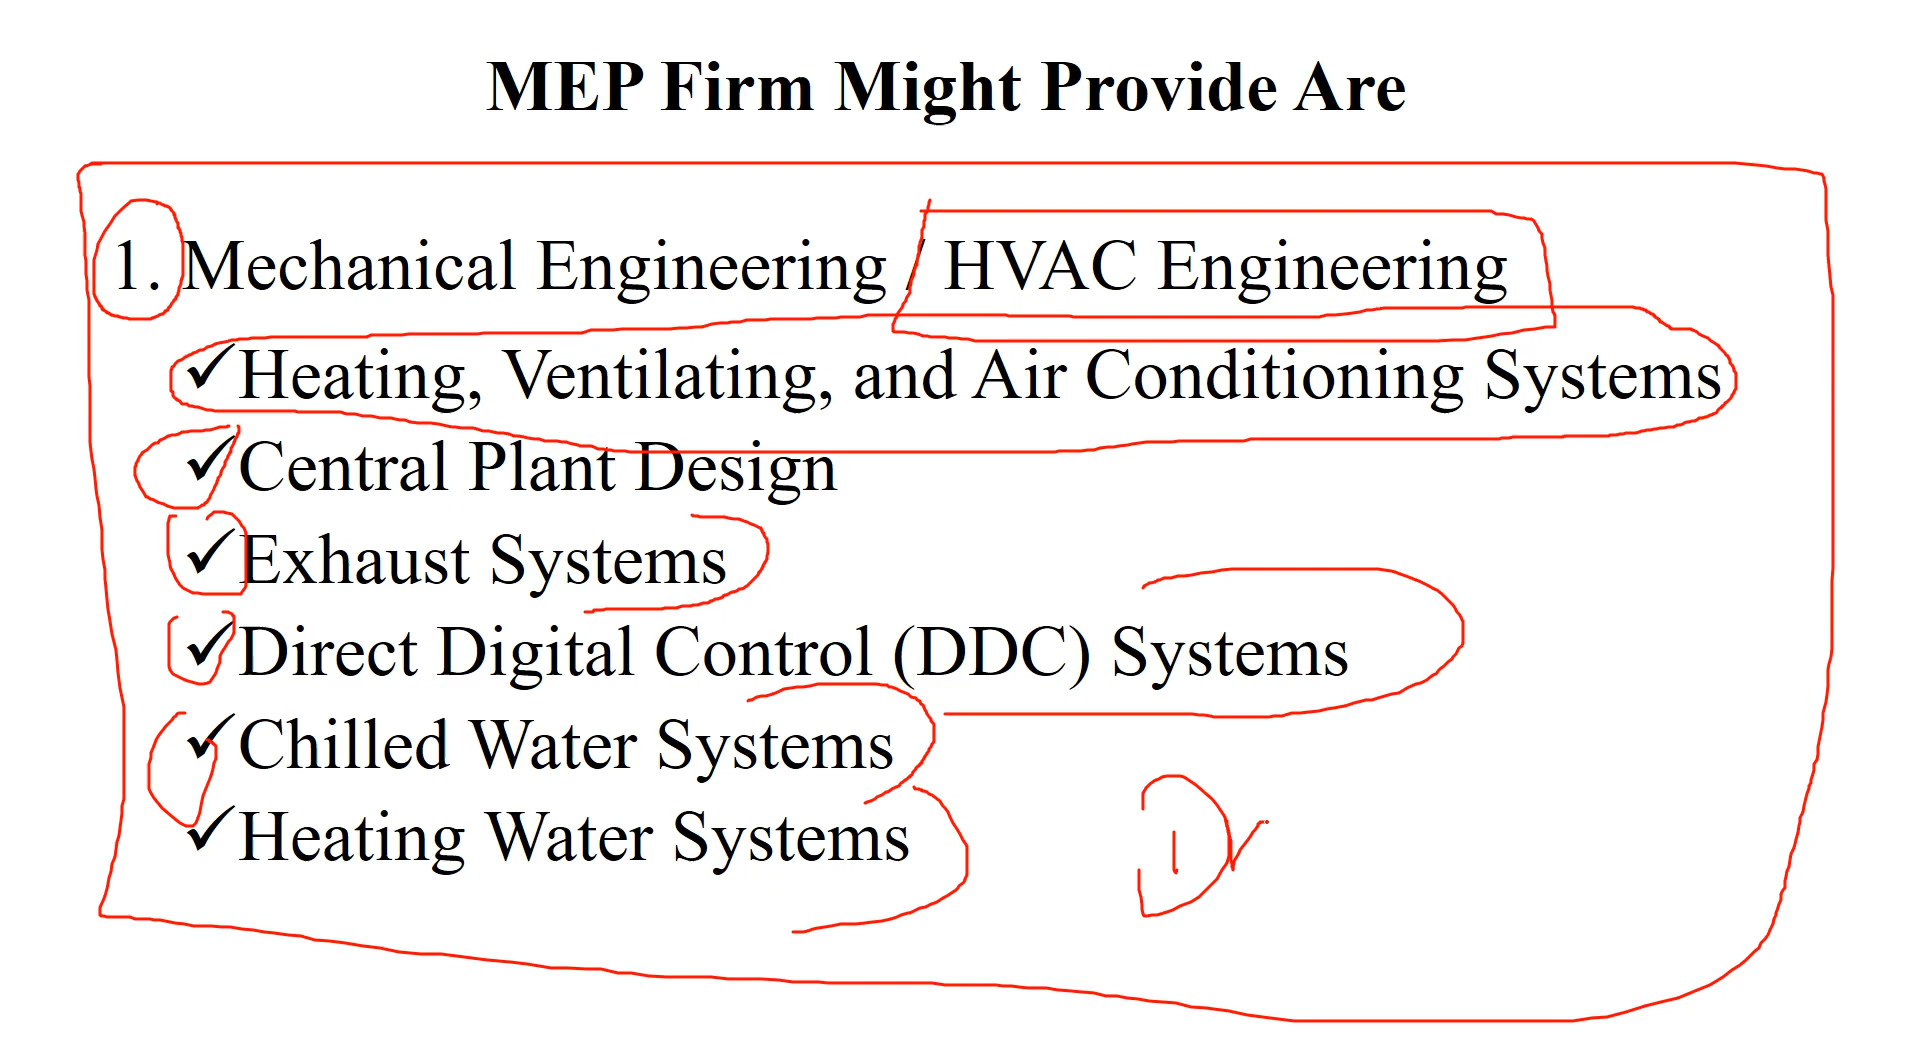 MEP Firm Might Provide Are
1. Mechanical Engineering / HVAC Engineering
✓Heating, Ventilating, and Air Conditioning Systems
✓Central Plant Design
✓Exhaust Systems
✓Direct Digital Control (DDC) Systems
✓Chilled Water Systems
✓Heating Water Systems